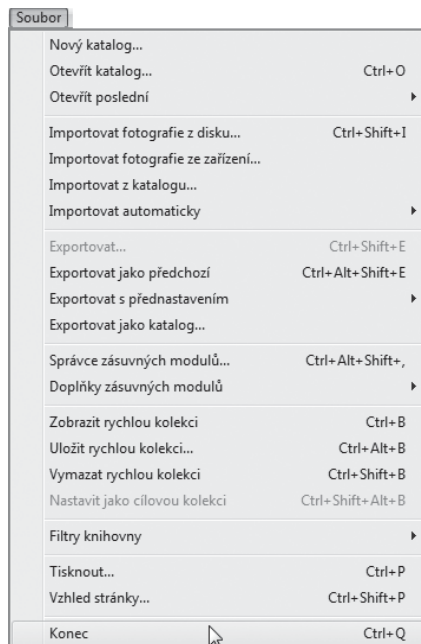 Soubor
Nový katalog...
Otevřít katalog... Ctrl+O
Otevřít poslední
Importovat fotografie z disku... Ctrl+Shift+I
Importovat fotografie ze zařízení...
Importovat z katalogu...
Importovat automaticky
Exportovat... Ctrl+Shift+E
Exportovat jako předchozí Ctrl+Alt+Shift+E
Exportovat s přednastavením
Exportovat jako katalog...
Správce zásuvných modulů... Ctrl+Alt+Shift+,
Doplňky zásuvných modulů
Zobrazit rychlou kolekci Ctrl+B
Uložit rychlou kolekci... Ctrl+Alt+B
Vymazat rychlou kolekci Ctrl+Shift+B
Nastavit jako cílovou kolekci Ctrl+Shift+Alt+B
Filtry knihovny
Tisknout... Ctrl+P
Vzhled stránky... Ctrl+Shift+P
Konec Ctrl+Q